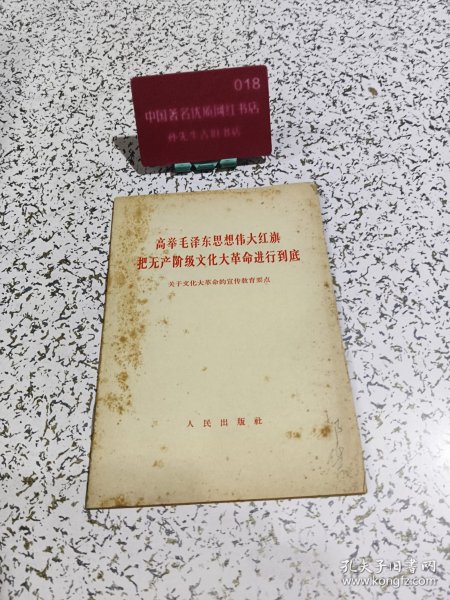 018
中国著名优质网红书店
孙先生古旧书店
高举毛泽东思想伟大红旗
把无产阶级文化大革命进行到底
关于文化大革命的宣传教育要点
人民出版社
孔夫子旧书网
www.kongfz.com